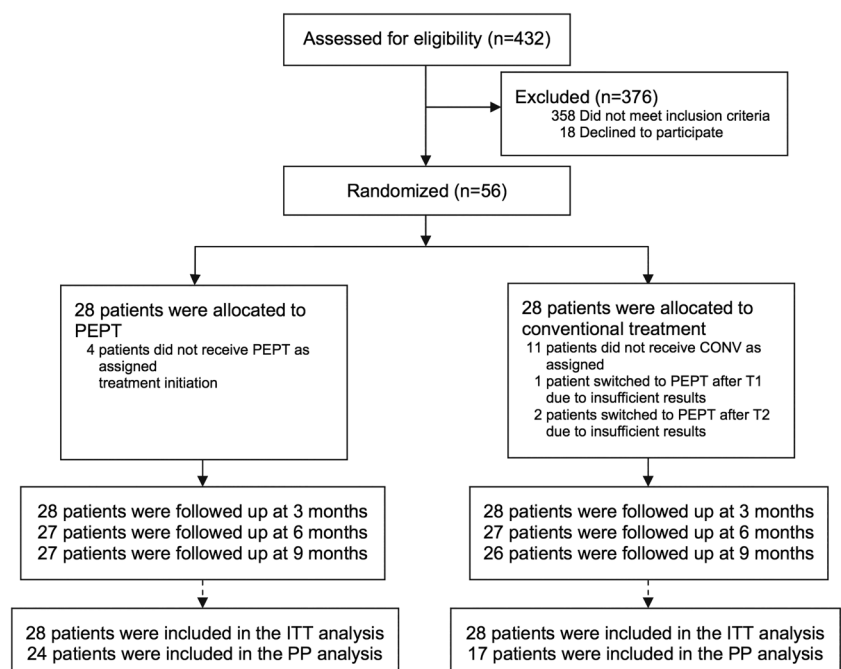 Assessed for eligibility (n=432)
Excluded (n=376)
358 Did not meet inclusion criteria
18 Declined to participate
Randomized (n=56)
28 patients were allocated to
PEPT
4 patients did not receive PEPT as
assigned
treatment initiation
28 patients were allocated to
conventional treatment
11 patients did not receive CONV as
assigned
1 patient switched to PEPT after T1
due to insufficient results
2 patients switched to PEPT after T2
due to insufficient results
28 patients were followed up at 3 months
27 patients were followed up at 6 months
27 patients were followed up at 9 months
28 patients were followed up at 3 months
27 patients were followed up at 6 months
26 patients were followed up at 9 months
28 patients were included in the ITT analysis
24 patients were included in the PP analysis
28 patients were included in the ITT analysis
17 patients were included in the PP analysis